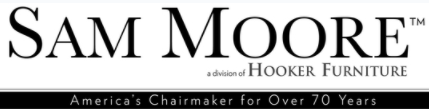 SAM MOORE™
a division of HOOKER FURNITURE
America's Chairmaker for Over 70 Years